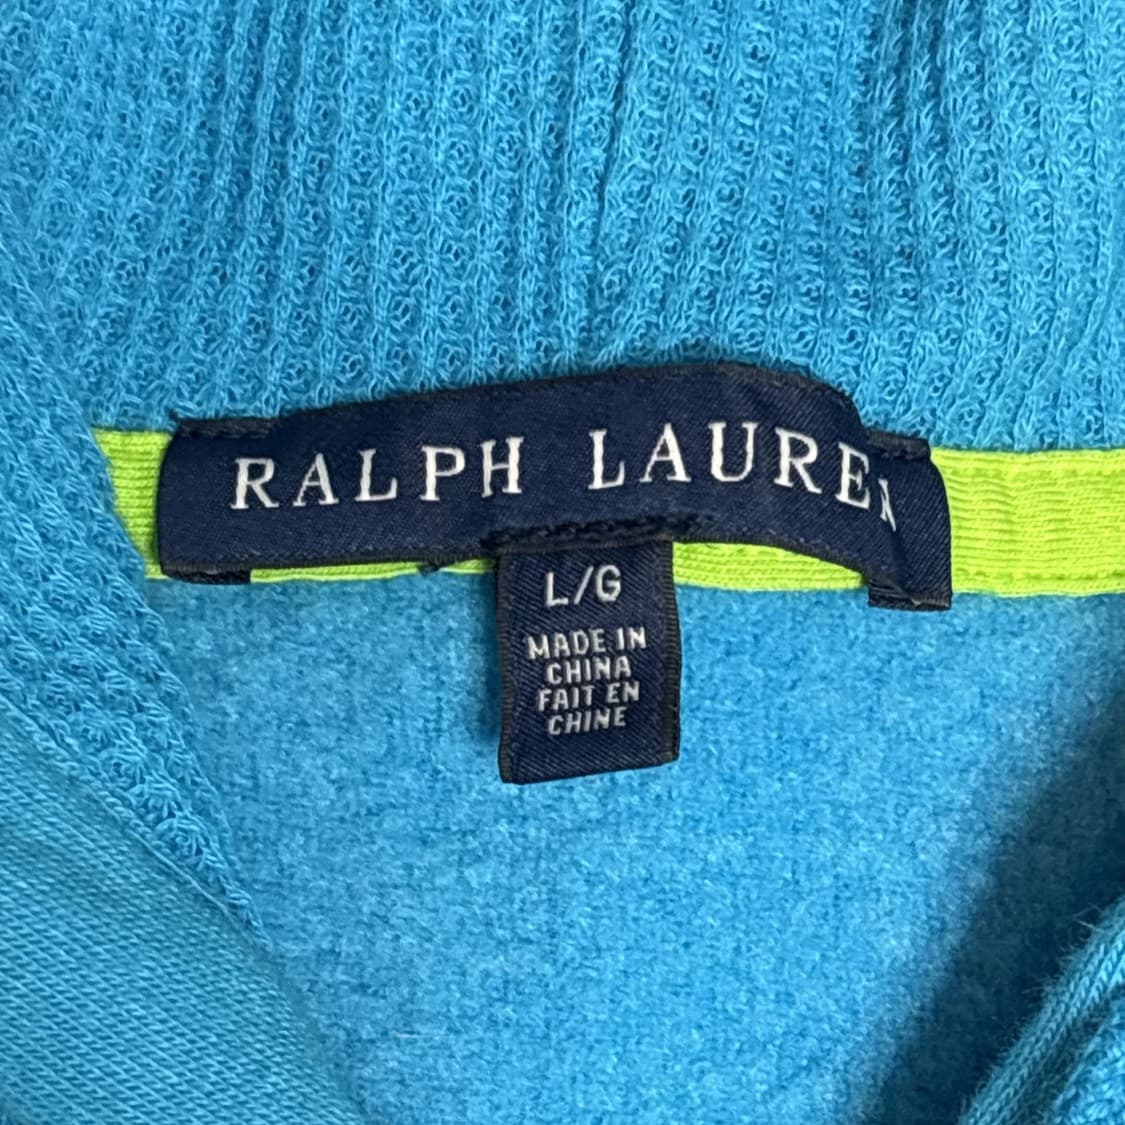 RALPH LAUREN
L/G
MADE IN
CHINA
FAIT EN
CHINE